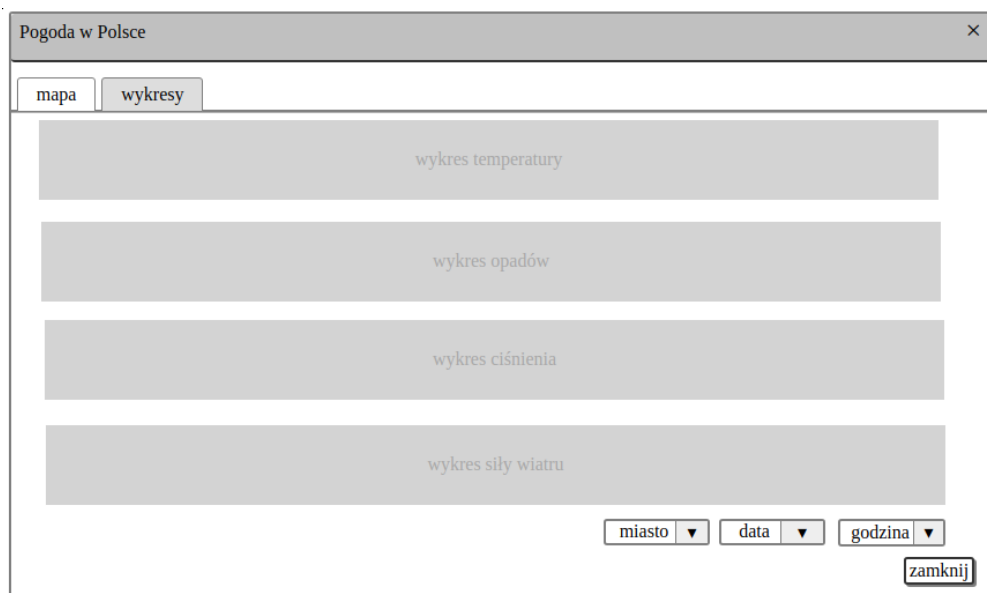 Pogoda w Polsce ×
mapa wykresy
wykres temperatury
wykres opadów
wykres ciśnienia
wykres siły wiatru
miasto ▼ data ▼ godzina ▼
zamknij